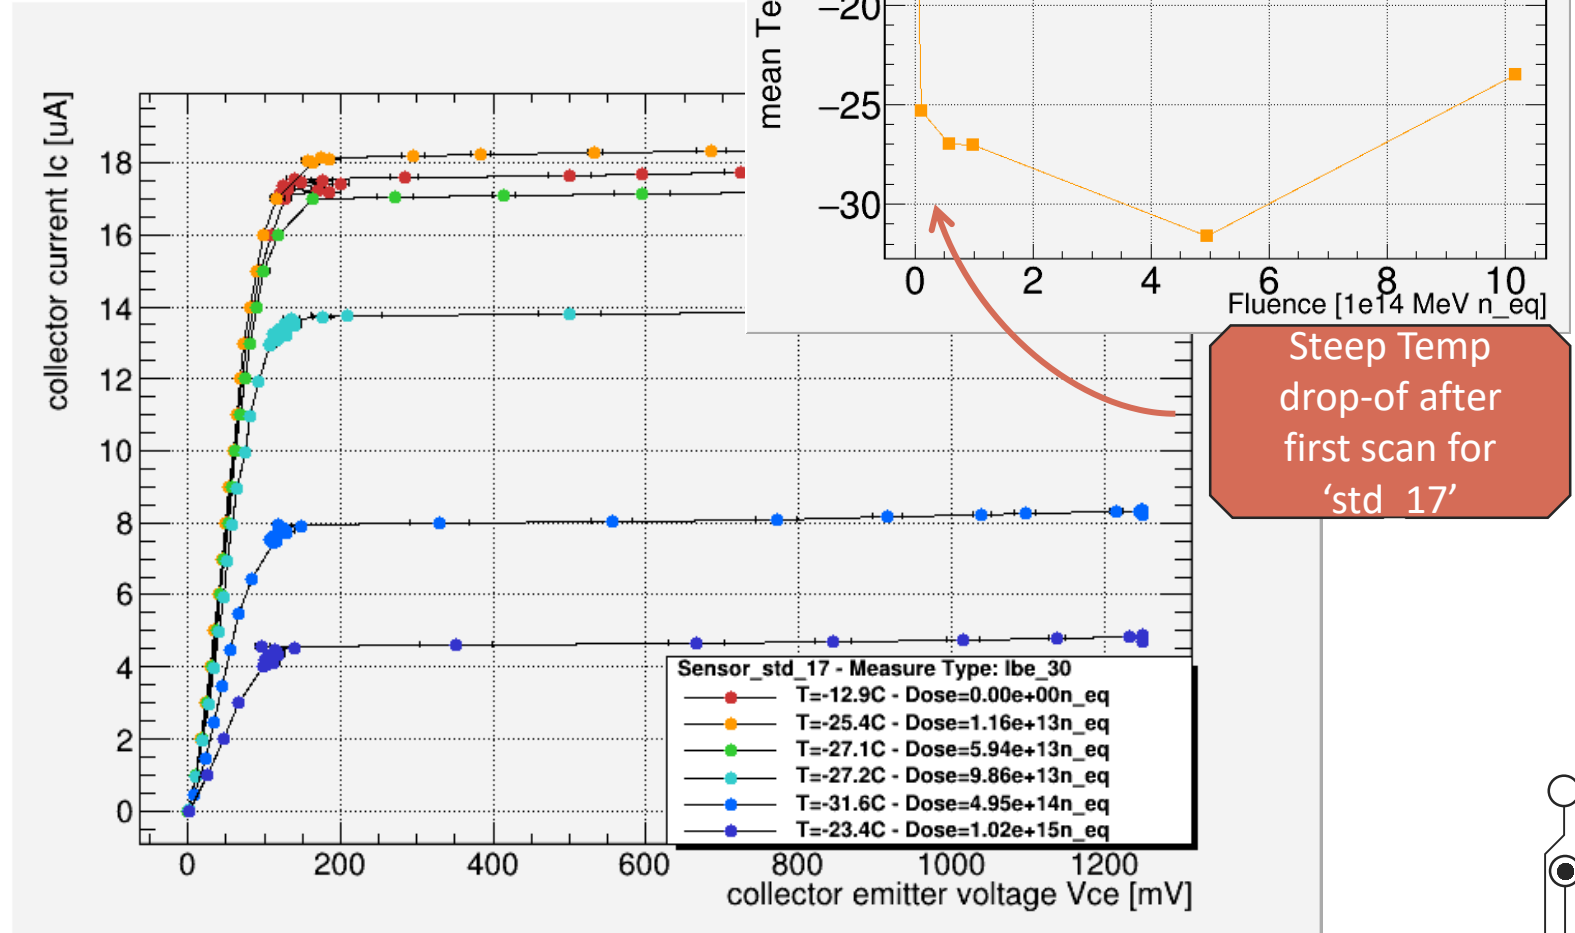 collector current Ic [uA]
18
16
14
12
10
8
6
4
2
0
0 200 400 600 800 1000 1200
collector emitter voltage Vce [mV]
Sensor_std_17 - Measure Type: Ibe_30
T=-12.9C - Dose=0.00e+00n_eq
T=-25.4C - Dose=1.16e+13n_eq
T=-27.1C - Dose=5.94e+13n_eq
T=-27.2C - Dose=9.86e+13n_eq
T=-31.6C - Dose=4.95e+14n_eq
T=-23.4C - Dose=1.02e+15n_eq
mean Te
−20
−25
−30
0 2 4 6 8 10
Fluence [1e14 MeV n_eq]
Steep Temp
drop-of after
first scan for
‘std_17’